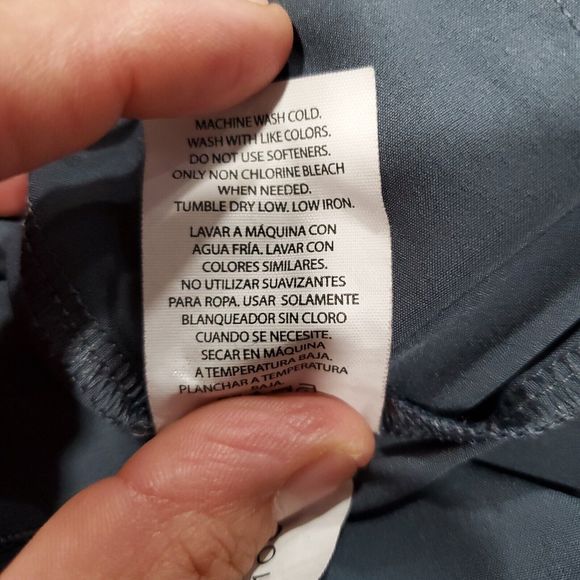 MACHINE WASH COLD.
WASH WITH LIKE COLORS.
DO NOT USE SOFTENERS.
ONLY NON CHLORINE BLEACH
WHEN NEEDED.
TUMBLE DRY LOW. LOW IRON.
LAVAR A MÁQUINA CON
AGUA FRÍA. LAVAR CON
COLORES SIMILARES.
NO UTILIZAR SUAVIZANTES
PARA ROPA. USAR SOLAMENTE
BLANQUEADOR SIN CLORO
CUANDO SE NECESITE.
SECAR EN MÁQUINA
A TEMPERATURA BAJA.
PLANCHAR A TEMPERATURA
BAJA.